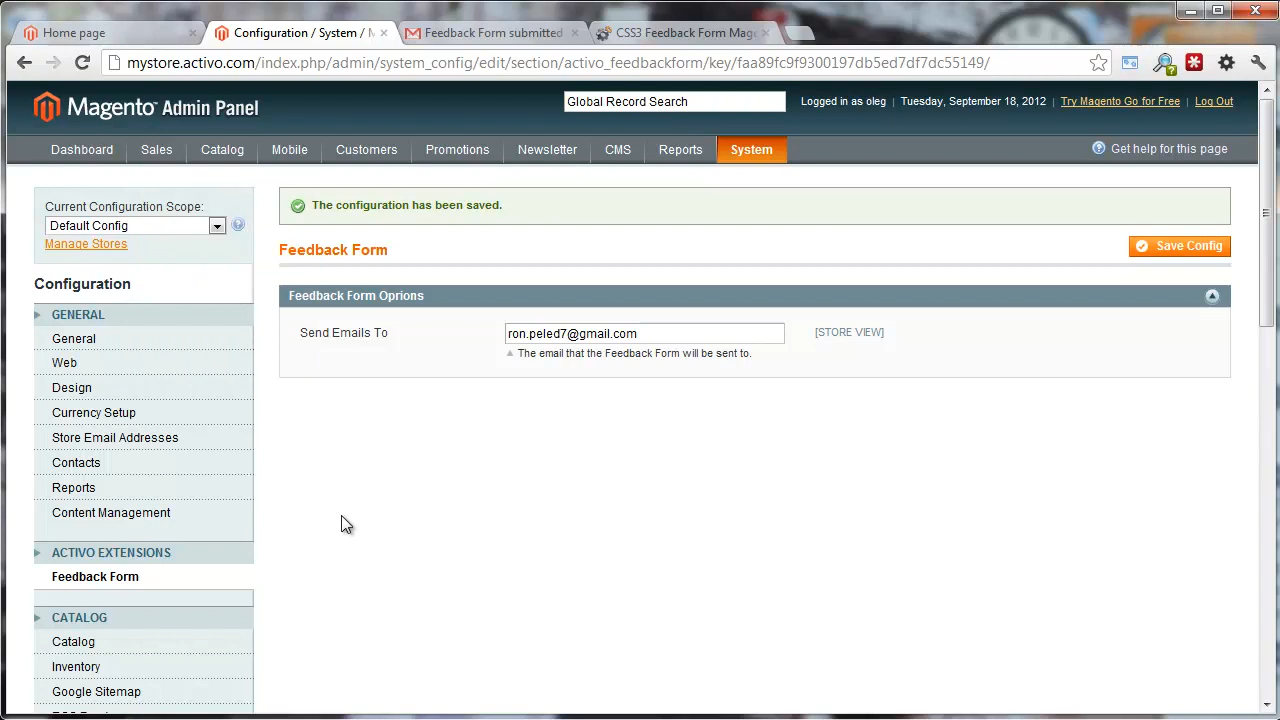 Home page
Configuration / System / M
Feedback Form submitted
CSS3 Feedback Form Mage
mystore.activo.com/index.php/admin/system_config/edit/section/activo_feedbackform/key/faa89fc9f9300197db5ed7df7dc55149/
Magento Admin Panel
Global Record Search
Logged in as oleg | Tuesday, September 18, 2012 | Try Magento Go for Free | Log Out
Dashboard Sales Catalog Mobile Customers Promotions Newsletter CMS Reports System
Get help for this page
Current Configuration Scope:
Default Config
Manage Stores
The configuration has been saved.
Feedback Form
Save Config
Configuration
Feedback Form Oprions
Send Emails To
ron.peled7@gmail.com
[STORE VIEW]
The email that the Feedback Form will be sent to.
GENERAL
General
Web
Design
Currency Setup
Store Email Addresses
Contacts
Reports
Content Management
ACTIVO EXTENSIONS
Feedback Form
CATALOG
Catalog
Inventory
Google Sitemap